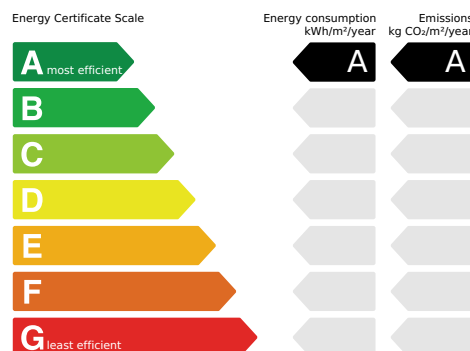 Energy Certificate Scale
Energy consumption
kWh/m²/year
Emissions
kg CO₂/m²/year
A most efficient
A
A
B
C
D
E
F
G least efficient